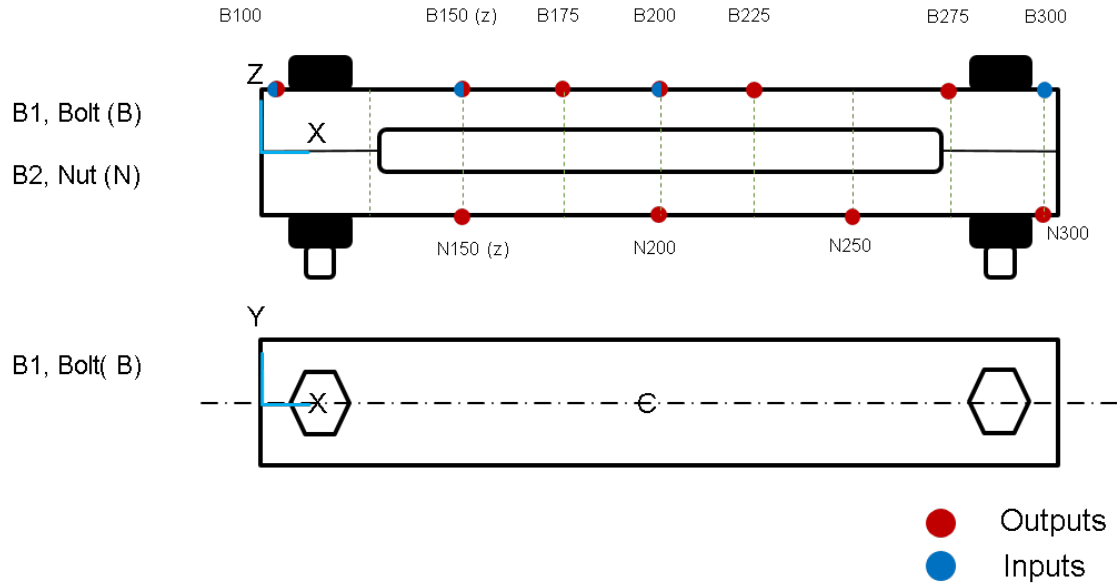 B100 B150 (z) B175 B200 B225 B275 B300
Z
B1, Bolt (B)
X
B2, Nut (N)
N150 (z) N200 N250 N300
Y
B1, Bolt( B)
X C
Outputs
Inputs